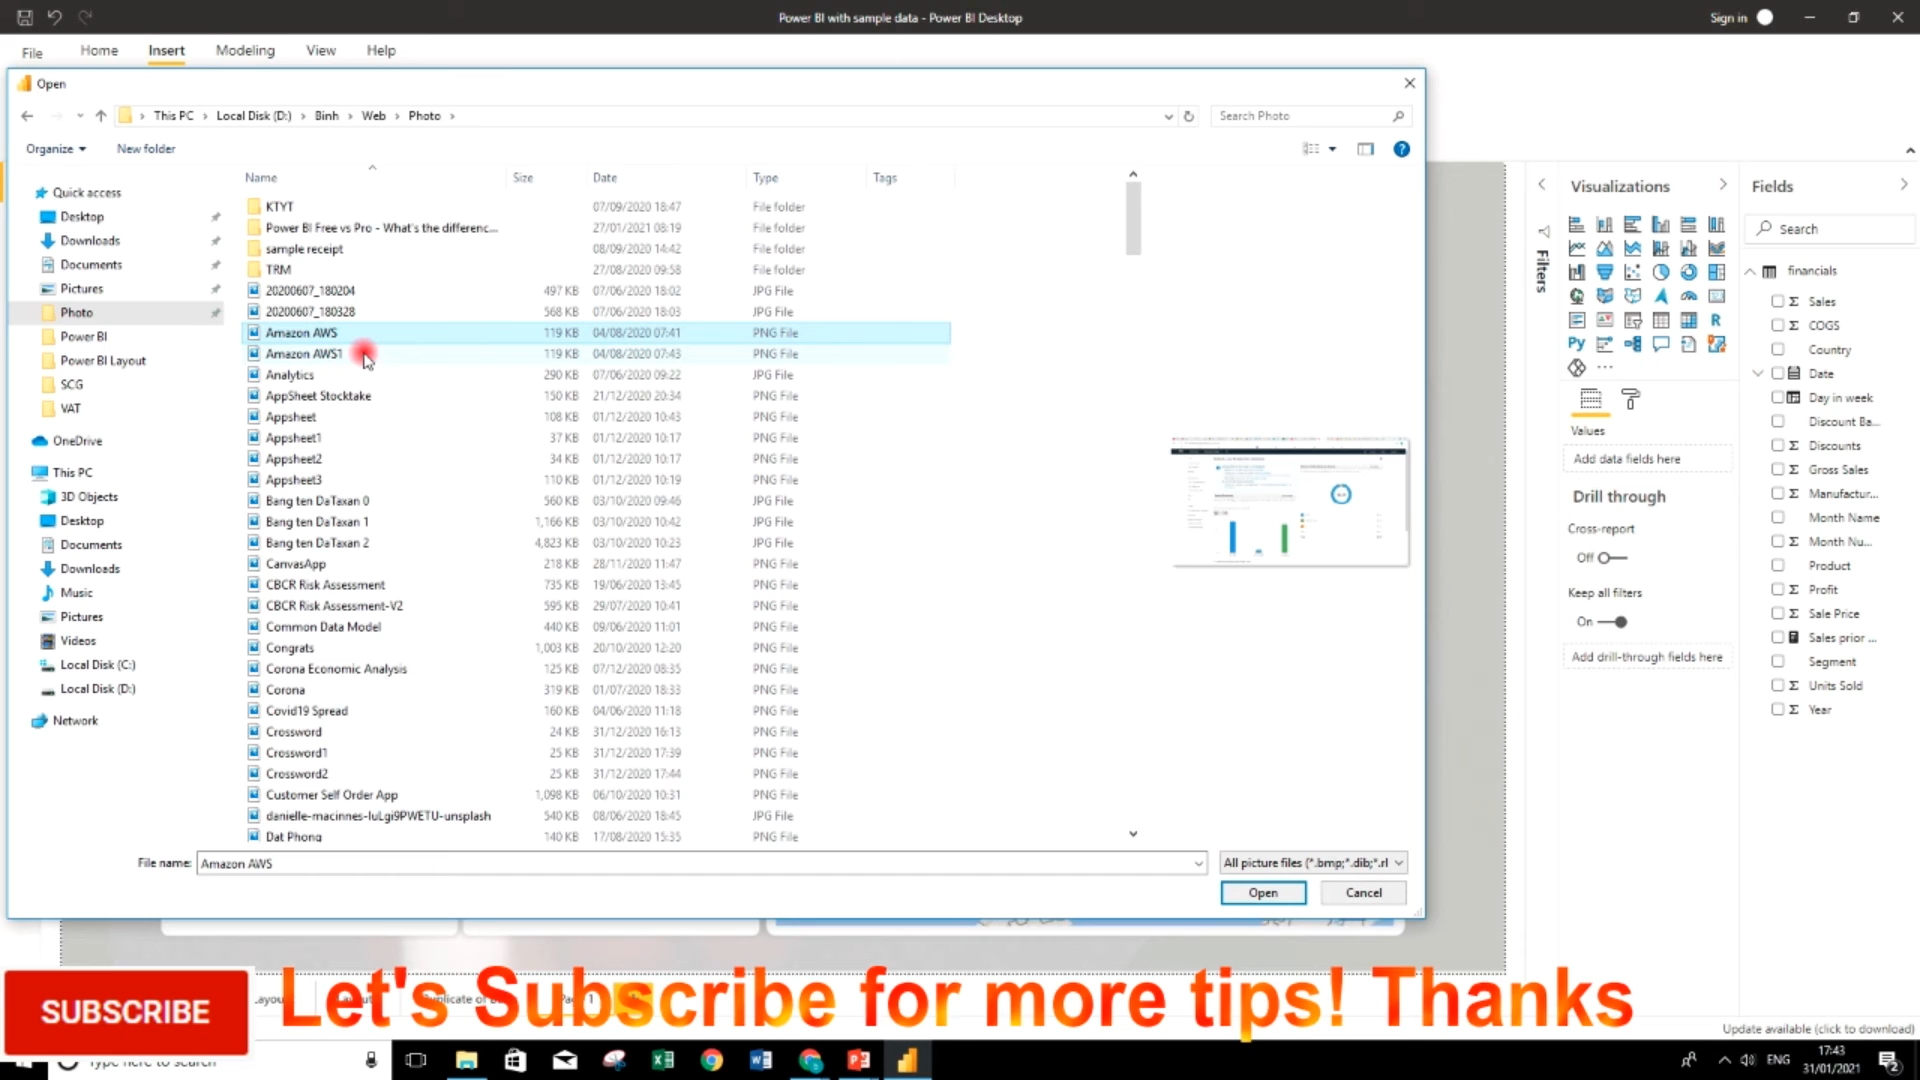 Power BI with sample data - Power BI Desktop
Sign in
File
Home
Insert
Modeling
View
Help
Open
This PC
Local Disk (D:)
Binh
Web
Photo
Search Photo
Organize
New folder
Name
Size
Date
Type
Tags
Quick access
Desktop
Downloads
Documents
Pictures
Photo
Power BI
Power BI Layout
SCG
VAT
OneDrive
This PC
3D Objects
Desktop
Documents
Downloads
Music
Pictures
Videos
Local Disk (C:)
Local Disk (D:)
Network
KTYT 07/09/2020 18:47 File folder
Power BI Free vs Pro - What's the differenc... 27/01/2021 08:19 File folder
sample receipt 08/09/2020 14:42 File folder
TRM 27/08/2020 09:58 File folder
20200607_180204 497 KB 07/06/2020 18:02 JPG File
20200607_180328 568 KB 07/06/2020 18:03 JPG File
Amazon AWS 119 KB 04/08/2020 07:41 PNG File
Amazon AWS1 119 KB 04/08/2020 07:43 PNG File
Analytics 290 KB 07/06/2020 09:22 JPG File
AppSheet Stocktake 150 KB 21/12/2020 20:34 PNG File
Appsheet 108 KB 01/12/2020 10:43 PNG File
Appsheet1 37 KB 01/12/2020 10:17 PNG File
Appsheet2 34 KB 01/12/2020 10:17 PNG File
Appsheet3 110 KB 01/12/2020 10:19 PNG File
Bang ten DaTaxan 0 560 KB 03/10/2020 09:46 JPG File
Bang ten DaTaxan 1 1,166 KB 03/10/2020 10:42 JPG File
Bang ten DaTaxan 2 4,823 KB 03/10/2020 10:23 JPG File
CanvasApp 218 KB 28/11/2020 11:47 PNG File
CBCR Risk Assessment 735 KB 19/06/2020 13:45 PNG File
CBCR Risk Assessment-V2 595 KB 29/07/2020 10:41 PNG File
Common Data Model 440 KB 09/06/2020 11:01 PNG File
Congrats 1,003 KB 20/10/2020 12:20 PNG File
Corona Economic Analysis 125 KB 07/12/2020 08:35 PNG File
Corona 319 KB 01/07/2020 18:33 PNG File
Covid19 Spread 160 KB 04/06/2020 11:18 PNG File
Crossword 24 KB 31/12/2020 16:13 PNG File
Crossword1 25 KB 31/12/2020 17:39 PNG File
Crossword2 25 KB 31/12/2020 17:44 PNG File
Customer Self Order App 1,098 KB 06/10/2020 10:31 PNG File
danielle-macinnes-IuLgi9PWETU-unsplash 540 KB 08/06/2020 18:45 JPG File
Dat Phong 140 KB 17/08/2020 15:35 PNG File
File name: Amazon AWS
All picture files (*.bmp;*.dib;*.rl
Open
Cancel
Filters
Visualizations
R
Py
Values
Add data fields here
Drill through
Cross-report
Off
Keep all filters
On
Add drill-through fields here
Fields
Search
financials
Sales
COGS
Country
Date
Day in week
Discount Ba...
Discounts
Gross Sales
Manufactur...
Month Name
Month Nu...
Product
Profit
Sale Price
Sales prior ...
Segment
Units Sold
Year
SUBSCRIBE
Let's Subscribe for more tips! Thanks
Update available (click to download)
Type here to search
ENG
17:43
31/01/2021
2